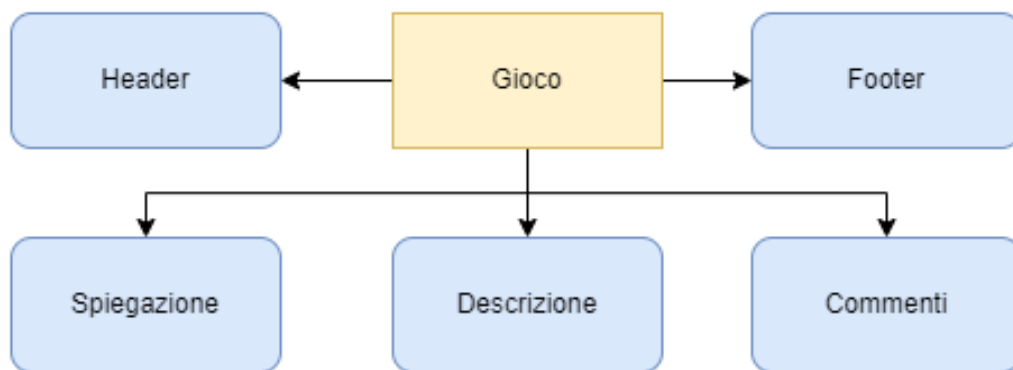 Header
Gioco
Footer
Spiegazione
Descrizione
Commenti